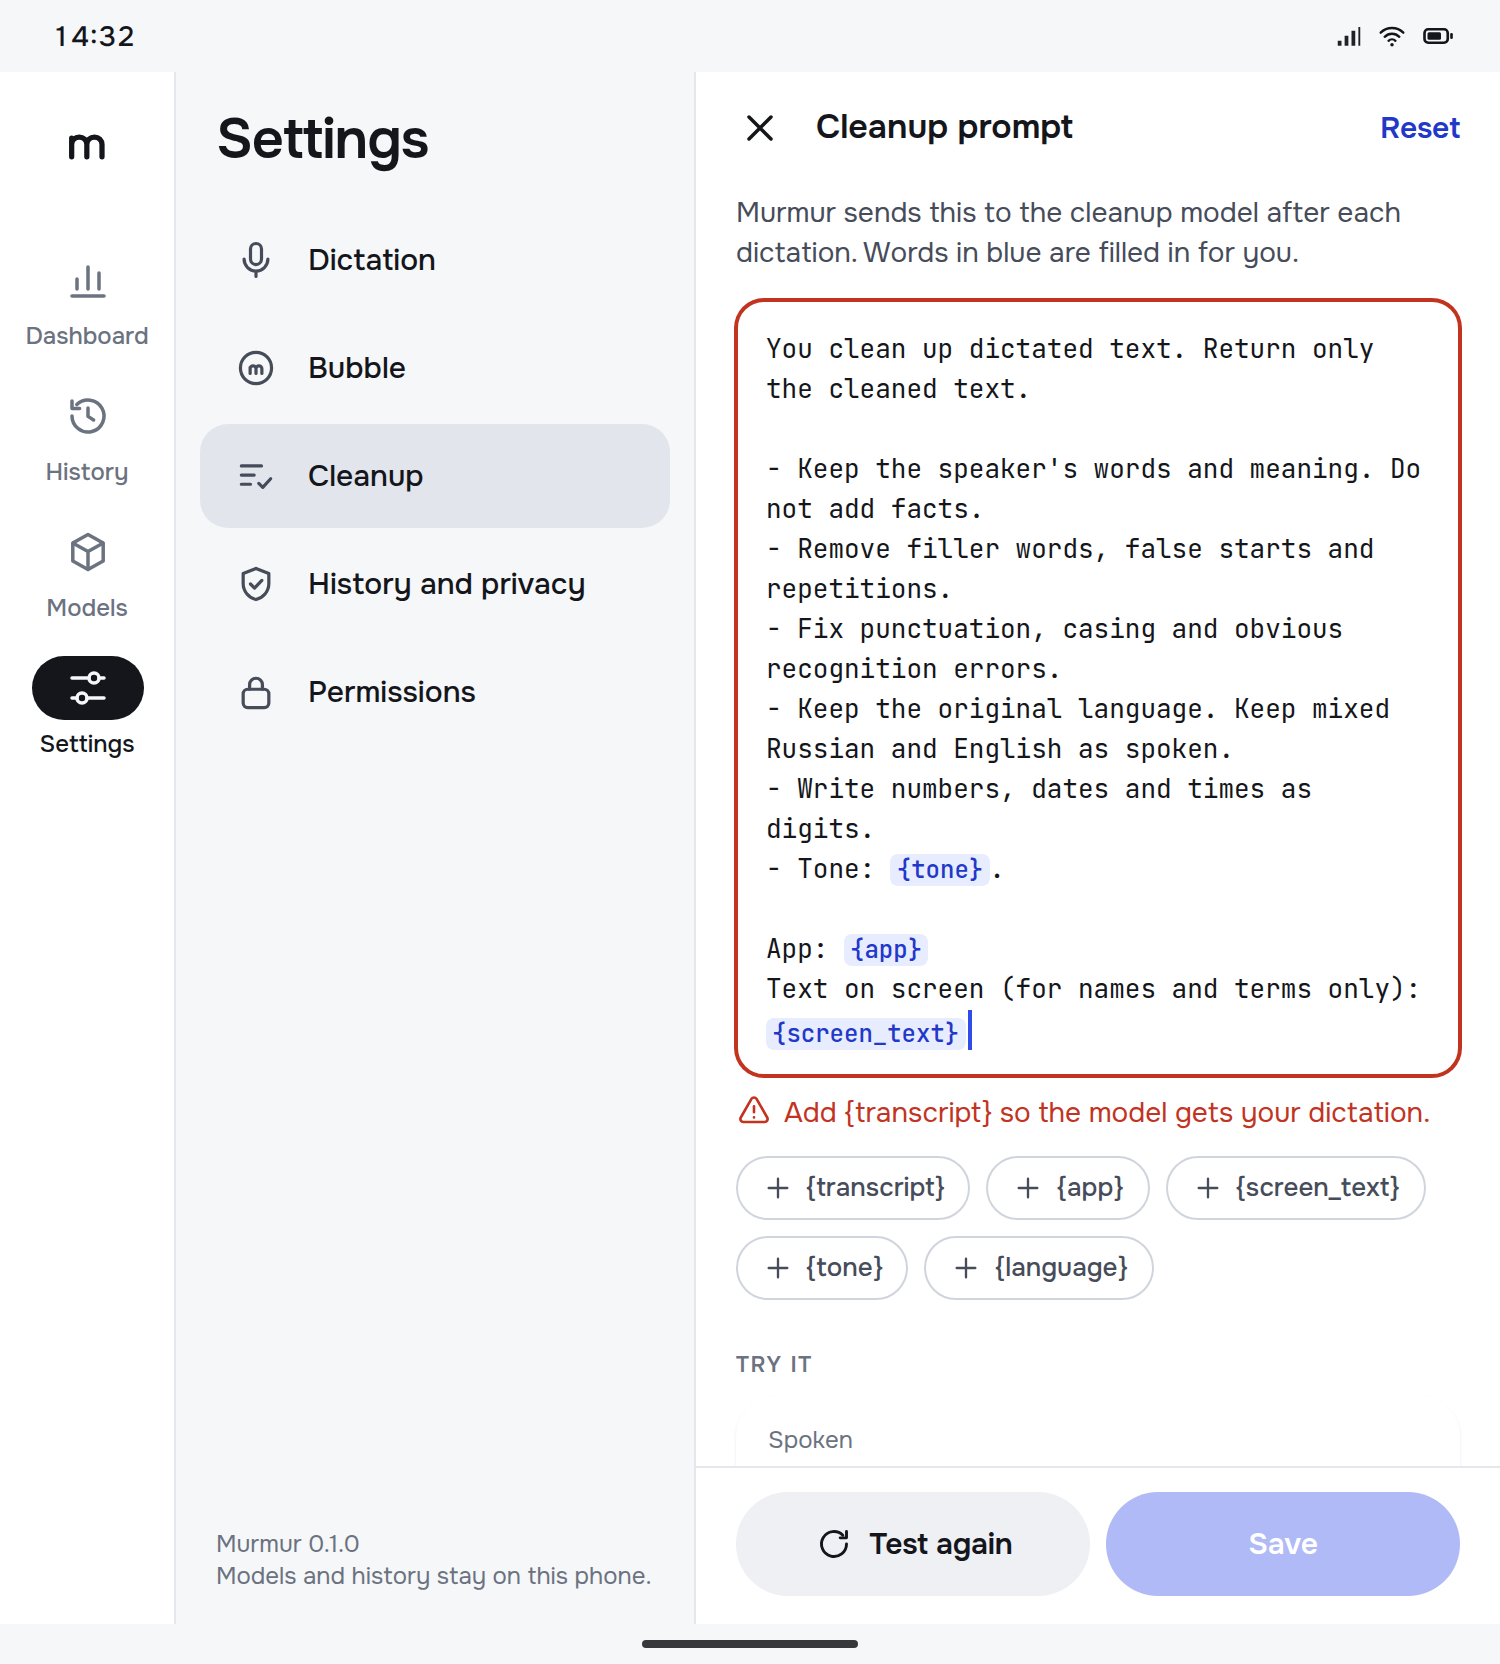 14:32
m
Dashboard
History
Models
Settings
Settings
Dictation
m
Bubble
Cleanup
History and privacy
Permissions
Murmur 0.1.0
Models and history stay on this phone.
Cleanup prompt
Reset
Murmur sends this to the cleanup model after each
dictation. Words in blue are filled in for you.
You clean up dictated text. Return only
the cleaned text.
- Keep the speaker's words and meaning. Do
not add facts.
- Remove filler words, false starts and
repetitions.
- Fix punctuation, casing and obvious
recognition errors.
- Keep the original language. Keep mixed
Russian and English as spoken.
- Write numbers, dates and times as
digits.
- Tone: {tone}.
App: {app}
Text on screen (for names and terms only):
{screen_text}
Add {transcript} so the model gets your dictation.
{transcript} {app} {screen_text}
{tone} {language}
TRY IT
Spoken
Test again
Save